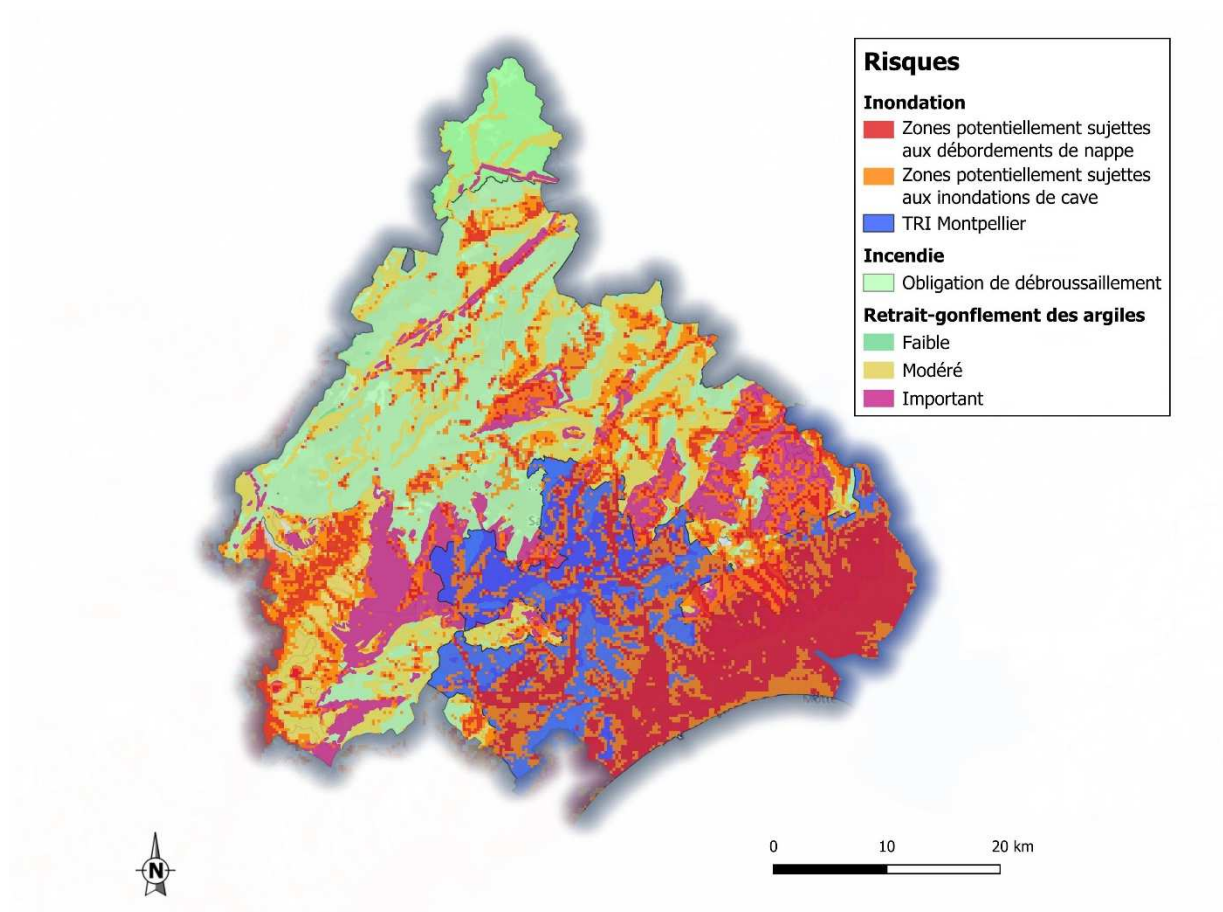 Risques
Inondation
Zones potentiellement sujettes
aux débordements de nappe
Zones potentiellement sujettes
aux inondations de cave
TRI Montpellier
Incendie
Obligation de débroussaillement
Retrait-gonflement des argiles
Faible
Modéré
Important
N
0 10 20 km